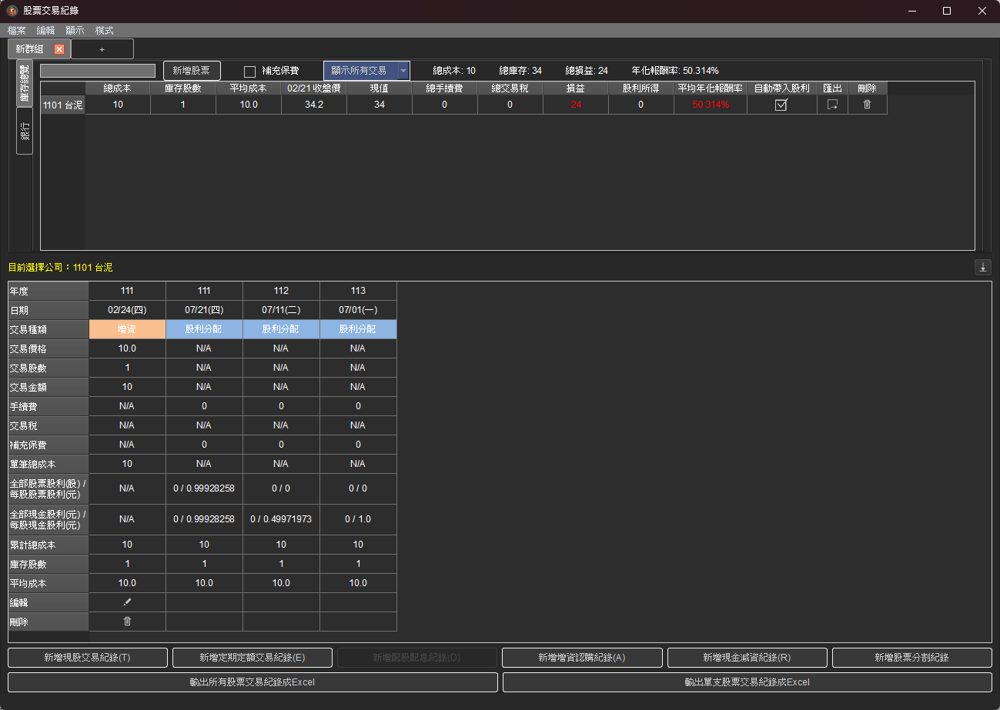 股票交易紀錄
檔案 編輯 顯示 模式
新群組 +
庫存總覽
銀行
新增股票 補充保費 顯示所有交易 總成本: 10 總庫存: 34 總損益: 24 年化報酬率: 50.314%
總成本 庫存股數 平均成本 02/21 收盤價 現值 總手續費 總交易稅 損益 股利所得 平均年化報酬率 自動帶入股利 匯出 刪除
1101 台泥 10 1 10.0 34.2 34 0 0 24 0 50.314%
目前選擇公司：1101 台泥
年度 111 111 112 113
日期 02/24(四) 07/21(四) 07/11(二) 07/01(一)
交易種類 增資 股利分配 股利分配 股利分配
交易價格 10.0 N/A N/A N/A
交易股數 1 N/A N/A N/A
交易金額 10 N/A N/A N/A
手續費 N/A 0 0 0
交易稅 N/A N/A N/A N/A
補充保費 N/A 0 0 0
單筆總成本 10 N/A N/A N/A
全部股票股利(股) /
每股股票股利(元) N/A 0 / 0.99928258 0 / 0 0 / 0
全部現金股利(元) /
每股現金股利(元) N/A 0 / 0.99928258 0 / 0.49971973 0 / 1.0
累計總成本 10 10 10 10
庫存股數 1 1 1 1
平均成本 10.0 10.0 10.0 10.0
編輯
刪除
新增現股交易紀錄(T) 新增定期定額交易紀錄(E) 新增配股配息紀錄(D) 新增增資認購紀錄(A) 新增現金減資紀錄(R) 新增股票分割紀錄
輸出所有股票交易紀錄成Excel 輸出單支股票交易紀錄成Excel